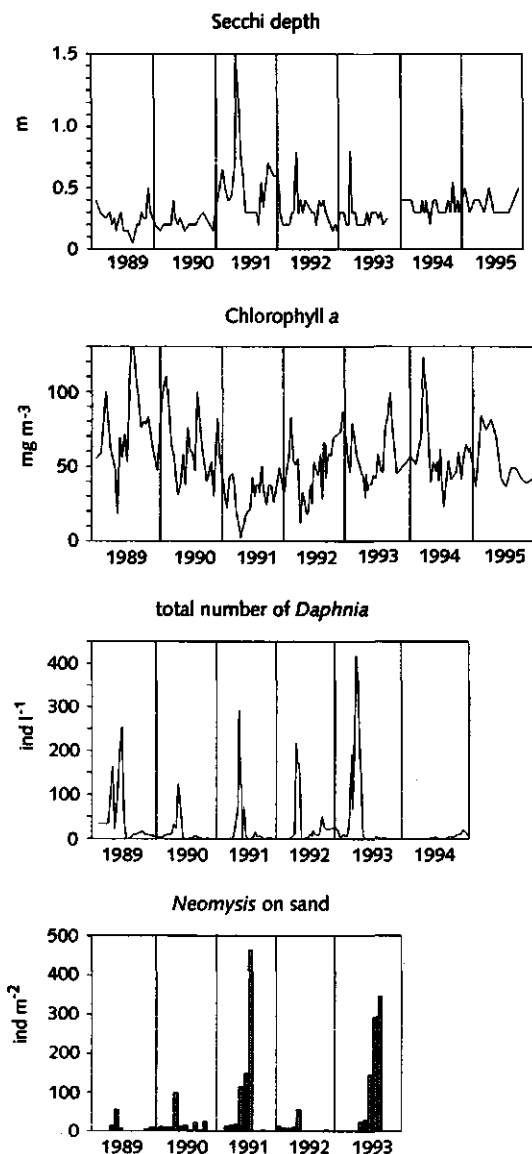 Secchi depth
1.5
1.0
0.5
0
m
1989 1990 1991 1992 1993 1994 1995
Chlorophyll a
100
50
0
mg m-3
1989 1990 1991 1992 1993 1994 1995
total number of Daphnia
400
300
200
100
0
ind l-1
1989 1990 1991 1992 1993 1994
Neomysis on sand
500
400
300
200
100
0
ind m-2
1989 1990 1991 1992 1993